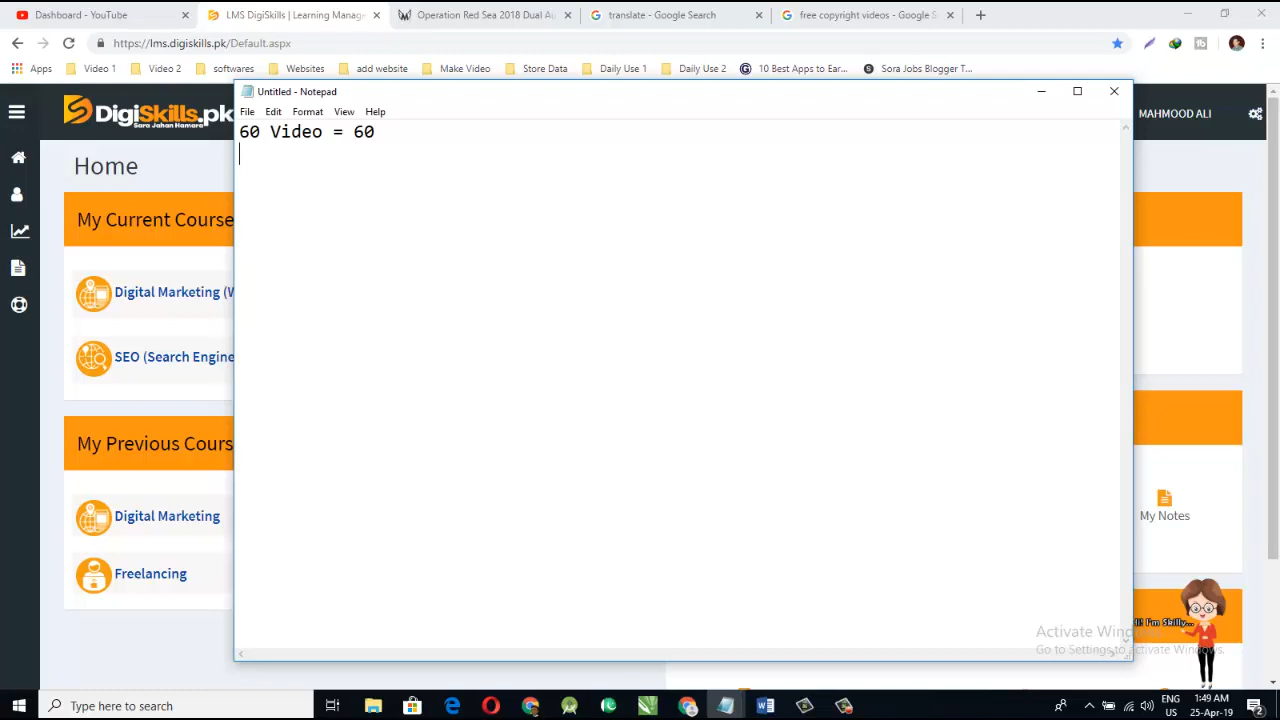 Dashboard - YouTube
LMS DigiSkills | Learning Manage
Operation Red Sea 2018 Dual Au
translate - Google Search
free copyright videos - Google S
https://lms.digiskills.pk/Default.aspx
Apps
Video 1
Video 2
softwares
Websites
add website
Make Video
Store Data
Daily Use 1
Daily Use 2
10 Best Apps to Ear...
Sora Jobs Blogger T...
Untitled - Notepad
File Edit Format View Help
60 Video = 60
DigiSkills.pk
Sara Jahan Hamara
MAHMOOD ALI
Home
My Current Course
Digital Marketing (W
SEO (Search Engine
My Previous Cours
Digital Marketing
Freelancing
My Notes
Hi! I'm Skilly...
Activate Windows
Go to Settings to activate Windows.
Type here to search
ENG
US
1:49 AM
25-Apr-19
2